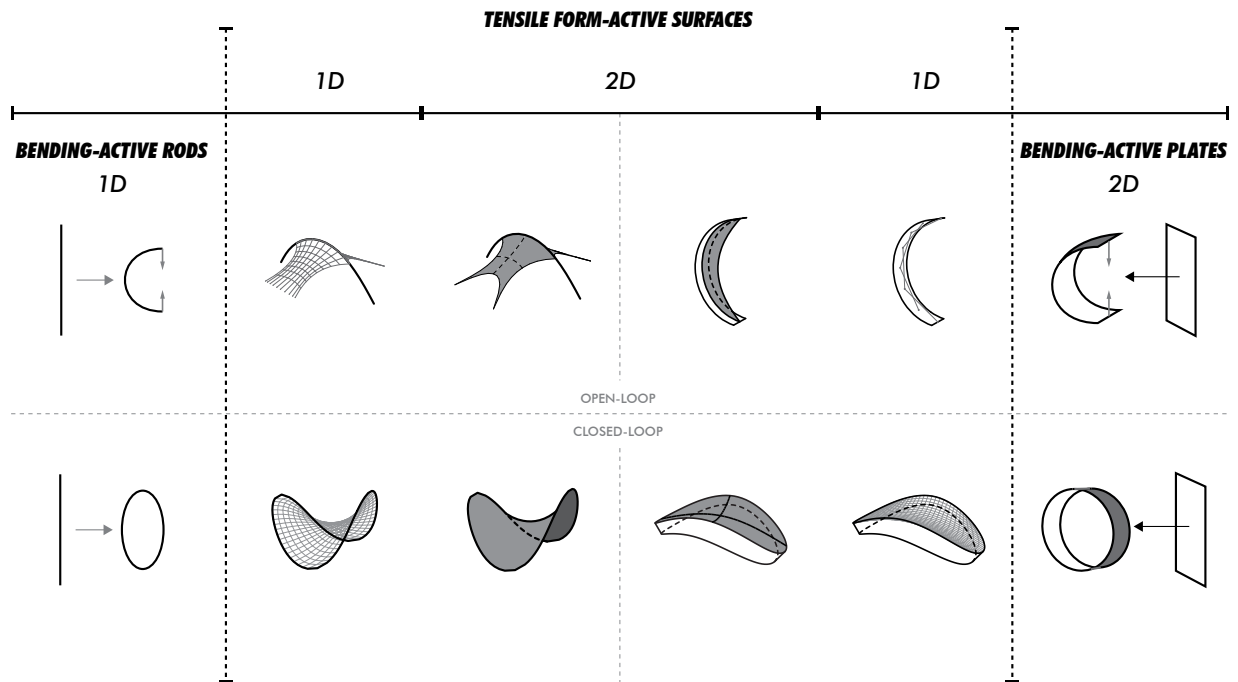 TENSILE FORM-ACTIVE SURFACES
1D
2D
1D
BENDING-ACTIVE RODS
1D
BENDING-ACTIVE PLATES
2D
OPEN-LOOP
CLOSED-LOOP